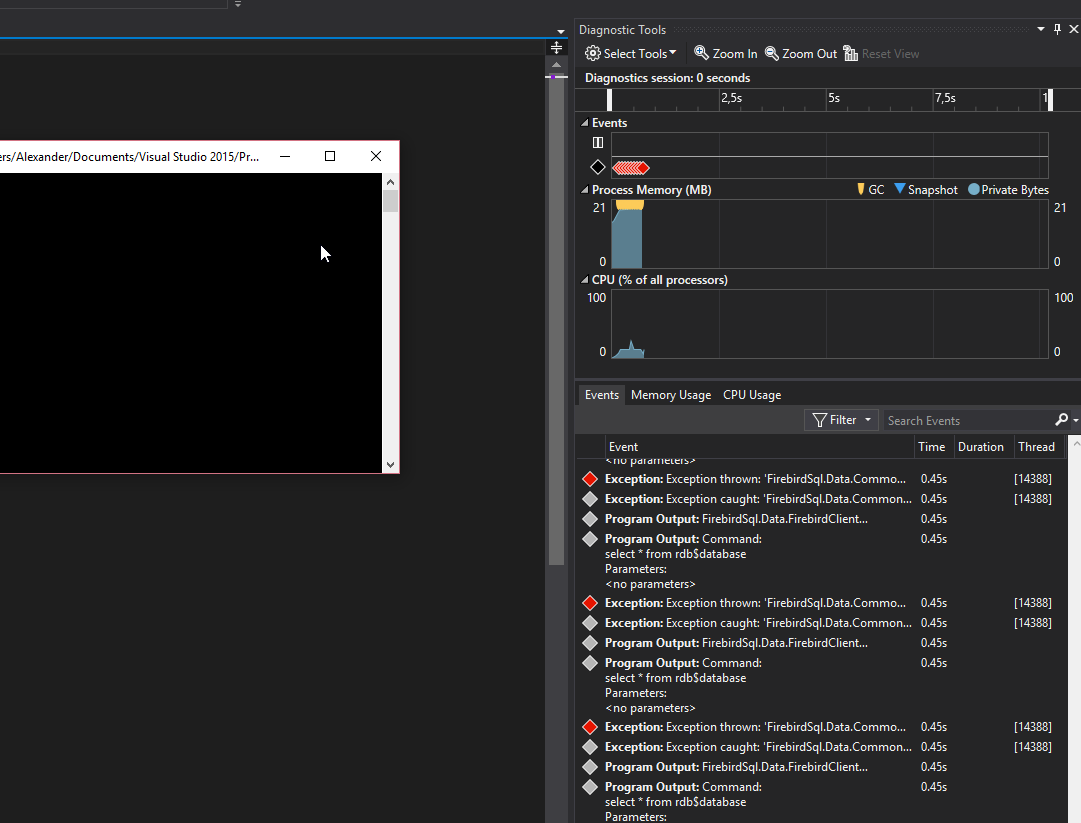 Diagnostic Tools
Select Tools Zoom In Zoom Out Reset View
Diagnostics session: 0 seconds
2,5s 5s 7,5s 1
Events
ers/Alexander/Documents/Visual Studio 2015/Pr...
Process Memory (MB) GC Snapshot Private Bytes
21 21
0 0
CPU (% of all processors)
100 100
0 0
Events Memory Usage CPU Usage
Filter Search Events
Event Time Duration Thread
<no parameters>
Exception: Exception thrown: 'FirebirdSql.Data.Commo... 0.45s [14388]
Exception: Exception caught: 'FirebirdSql.Data.Common... 0.45s [14388]
Program Output: FirebirdSql.Data.FirebirdClient... 0.45s
Program Output: Command: 0.45s
select * from rdb$database
Parameters:
<no parameters>
Exception: Exception thrown: 'FirebirdSql.Data.Commo... 0.45s [14388]
Exception: Exception caught: 'FirebirdSql.Data.Common... 0.45s [14388]
Program Output: FirebirdSql.Data.FirebirdClient... 0.45s
Program Output: Command: 0.45s
select * from rdb$database
Parameters:
<no parameters>
Exception: Exception thrown: 'FirebirdSql.Data.Commo... 0.45s [14388]
Exception: Exception caught: 'FirebirdSql.Data.Common... 0.45s [14388]
Program Output: FirebirdSql.Data.FirebirdClient... 0.45s
Program Output: Command: 0.45s
select * from rdb$database
Parameters: